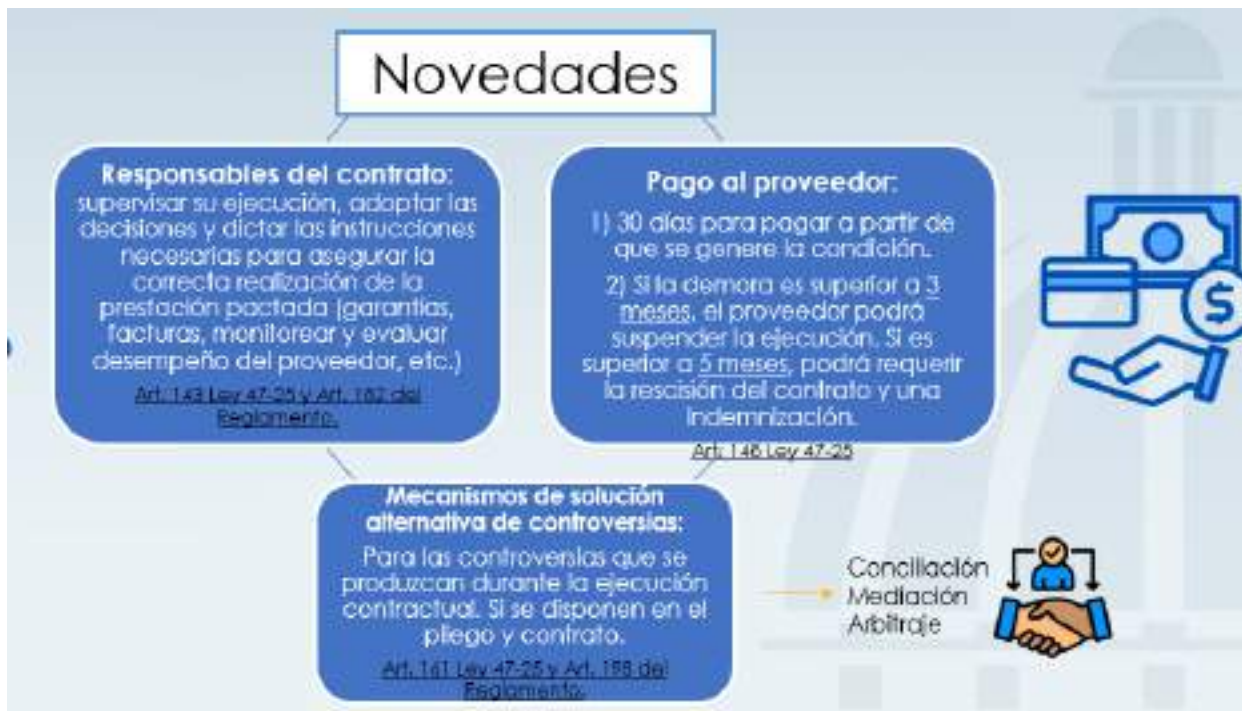 Novedades
Responsables del contrato:
supervisar su ejecución, adoptar las
decisiones y dictar las instrucciones
necesarias para asegurar la
correcta realización de la
prestación pactada (garantías,
facturas, monitorear y evaluar
desempeño del proveedor, etc.)
Art. 143 Ley 47-25 y Art. 182 del
Reglamento.
Pago al proveedor:
1) 30 días para pagar a partir de
que se genere la condición.
2) Si la demora es superior a 3
meses, el proveedor podrá
suspender la ejecución. Si es
superior a 5 meses, podrá requerir
la rescisión del contrato y una
indemnización.
Art. 148 Ley 47-25
Mecanismos de solución
alternativa de controversias:
Para las controversias que se
produzcan durante la ejecución
contractual. Si se disponen en el
pliego y contrato.
Art. 161 Ley 47-25 y Art. 198 del
Reglamento.
Conciliación
Mediación
Arbitraje
$